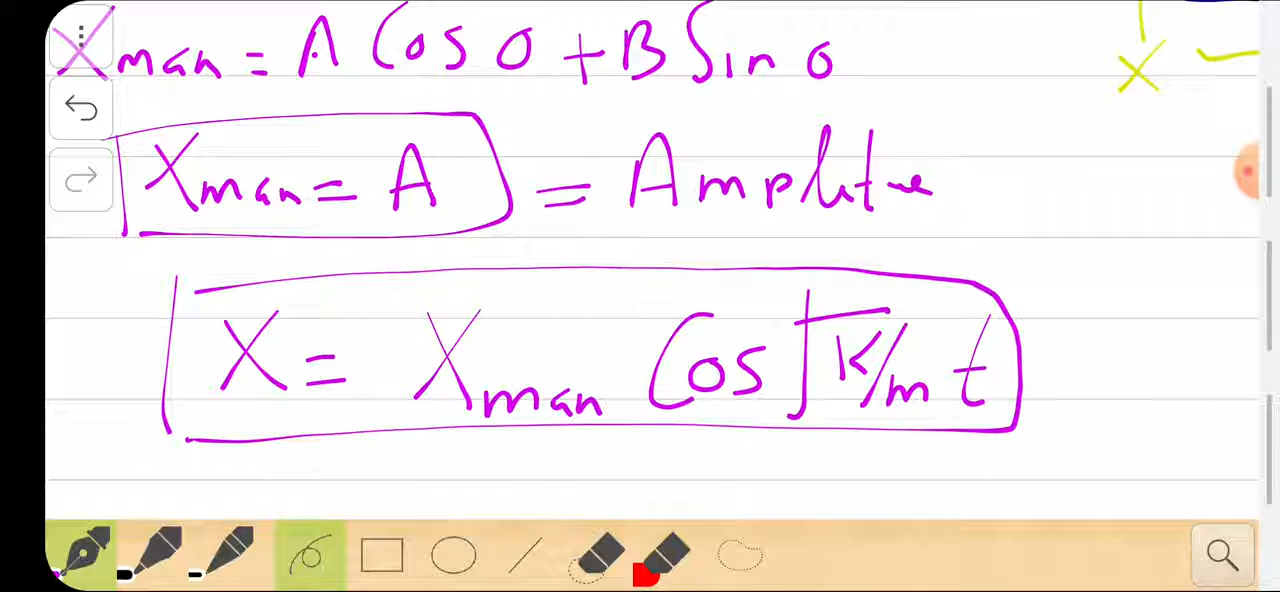 Xman = A Cos 0 + B Sin 0
Xman = A = Amplitue
X = Xman Cos √K/m t
X